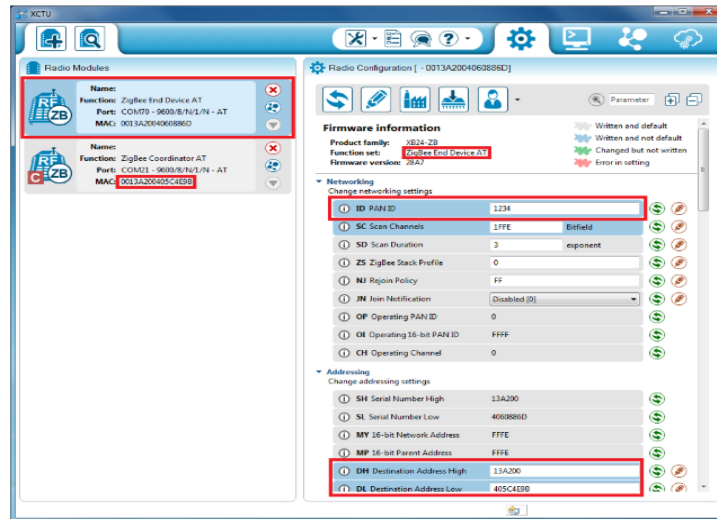 XCTU
Radio Modules
Name:
Function: ZigBee End Device AT
Port: COM70 - 9600/8/N/1/N - AT
MAC: 0013A2004060886D
ZB
Name:
Function: ZigBee Coordinator AT
Port: COM21 - 9600/8/N/1/N - AT
MAC: 0013A200405C4E9B
C ZB
Radio Configuration [ - 0013A2004060886D]
Parameter
Firmware information
Product family: XB24-ZB
Function set: ZigBee End Device AT
Firmware version: 28A7
Written and default
Written and not default
Changed but not written
Error in setting
Networking
Change networking settings
ID PAN ID 1234
SC Scan Channels 1FFE Bitfield
SD Scan Duration 3 exponent
ZS ZigBee Stack Profile 0
NJ Rejoin Policy FF
JN Join Notification Disabled [0]
OP Operating PAN ID 0
OI Operating 16-bit PAN ID FFFF
CH Operating Channel 0
Addressing
Change addressing settings
SH Serial Number High 13A200
SL Serial Number Low 4060886D
MY 16-bit Network Address FFFE
MP 16-bit Parent Address FFFE
DH Destination Address High 13A200
DL Destination Address Low 405C4E9B